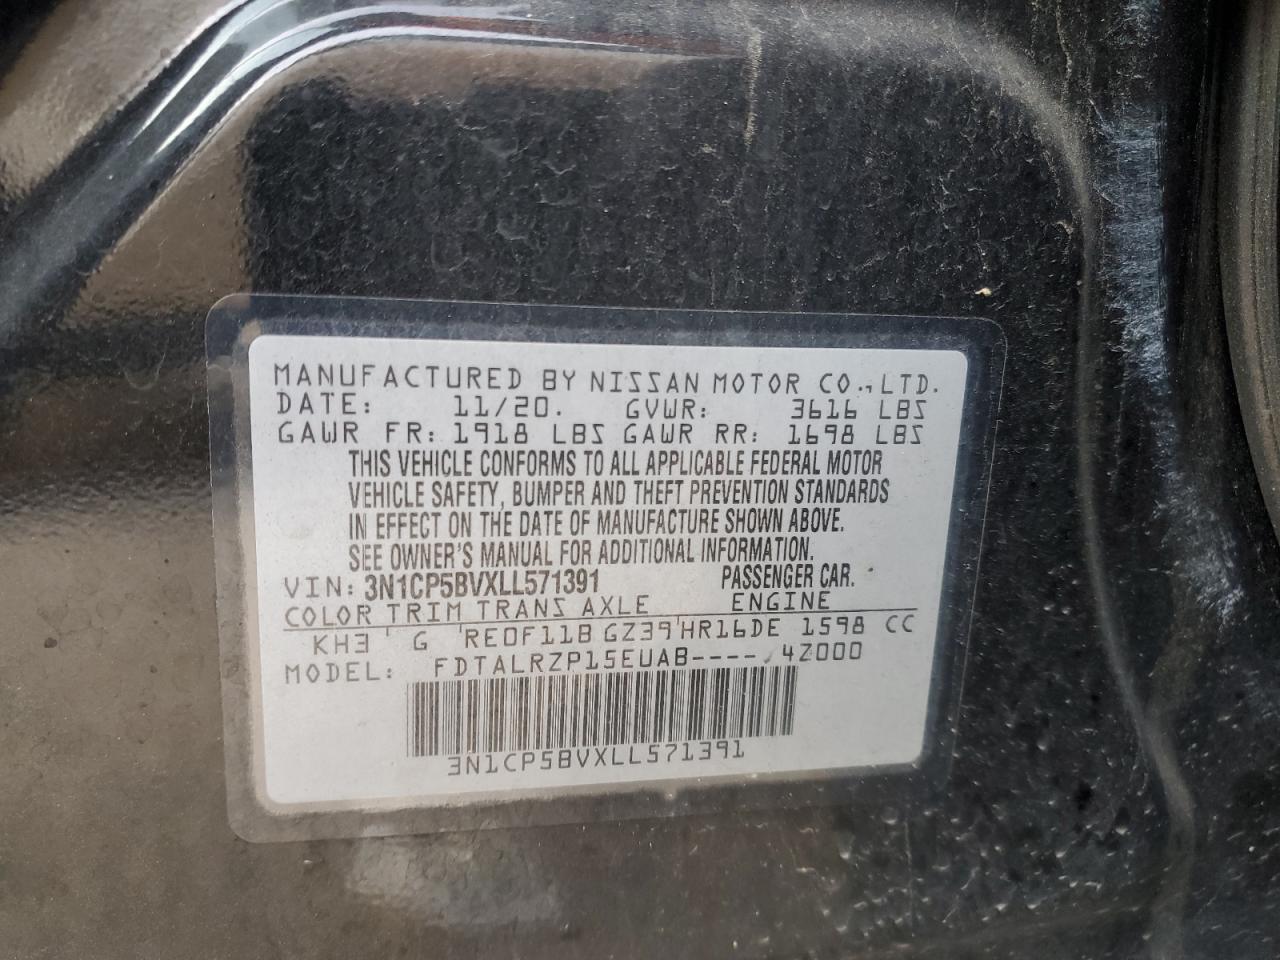 MANUFACTURED BY NISSAN MOTOR CO., LTD.
DATE: 11/20. GVWR: 3616 LBS
GAWR FR: 1918 LBS GAWR RR: 1698 LBS
THIS VEHICLE CONFORMS TO ALL APPLICABLE FEDERAL MOTOR
VEHICLE SAFETY, BUMPER AND THEFT PREVENTION STANDARDS
IN EFFECT ON THE DATE OF MANUFACTURE SHOWN ABOVE.
SEE OWNER'S MANUAL FOR ADDITIONAL INFORMATION.
VIN: 3N1CP5BVXLL571391 PASSENGER CAR.
COLOR TRIM TRANS AXLE ENGINE
KH3 G RE0F11B GZ39 HR16DE 1598 CC
MODEL: FDTALRZP15EUAB---- 4Z000
3N1CP5BVXLL571391